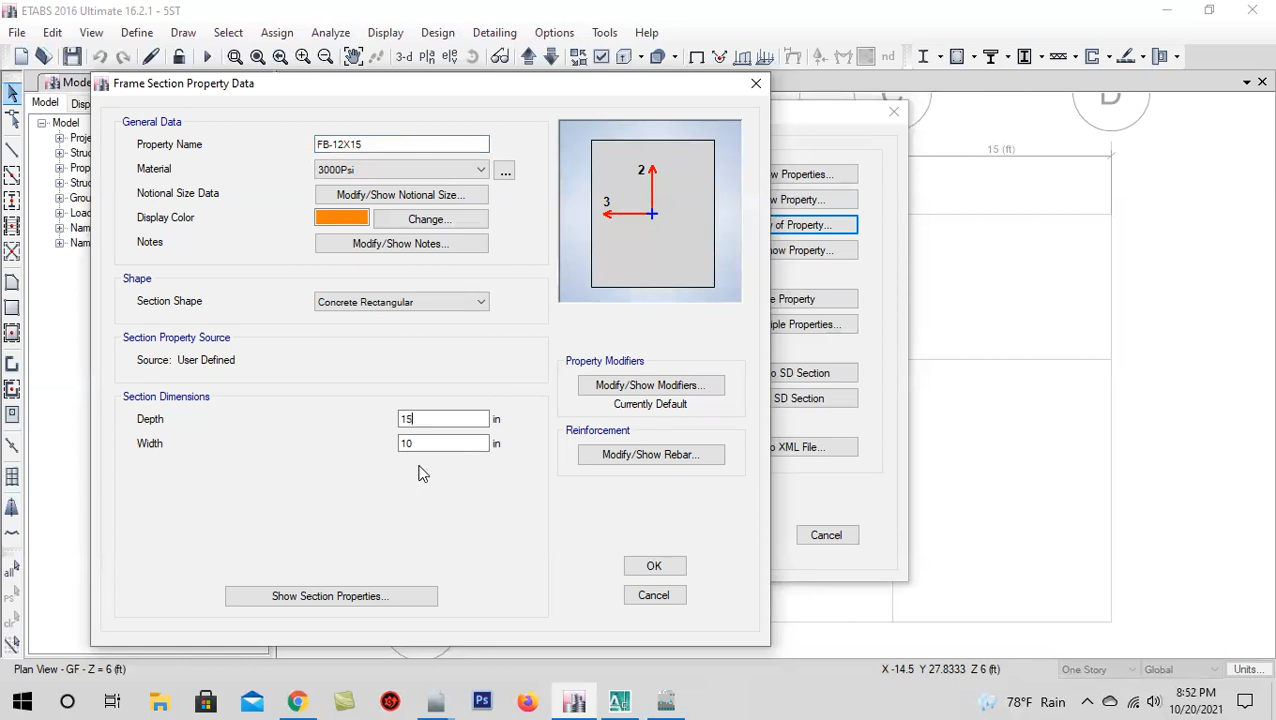 ETABS 2016 Ultimate 16.2.1 - 5ST
File Edit View Define Draw Select Assign Analyze Display Design Detailing Options Tools Help
3-d nd
Model
Model
Model
Frame Section Property Data
General Data
Property Name FB-12X15
Material 3000Psi ...
Notional Size Data Modify/Show Notional Size...
Display Color Change...
Notes Modify/Show Notes...
Shape
Section Shape Concrete Rectangular
Section Property Source
Source: User Defined
Section Dimensions
Depth 15 in
Width 10 in
Show Section Properties...
2
3
Property Modifiers
Modify/Show Modifiers...
Currently Default
Reinforcement
Modify/Show Rebar...
OK
Cancel
Cancel
D
15 (ft)
all
Plan View - GF - Z = 6 (ft) X -14.5 Y 27.8333 Z 6 (ft) One Story Global Units...
78°F Rain
8:52 PM
10/20/2021